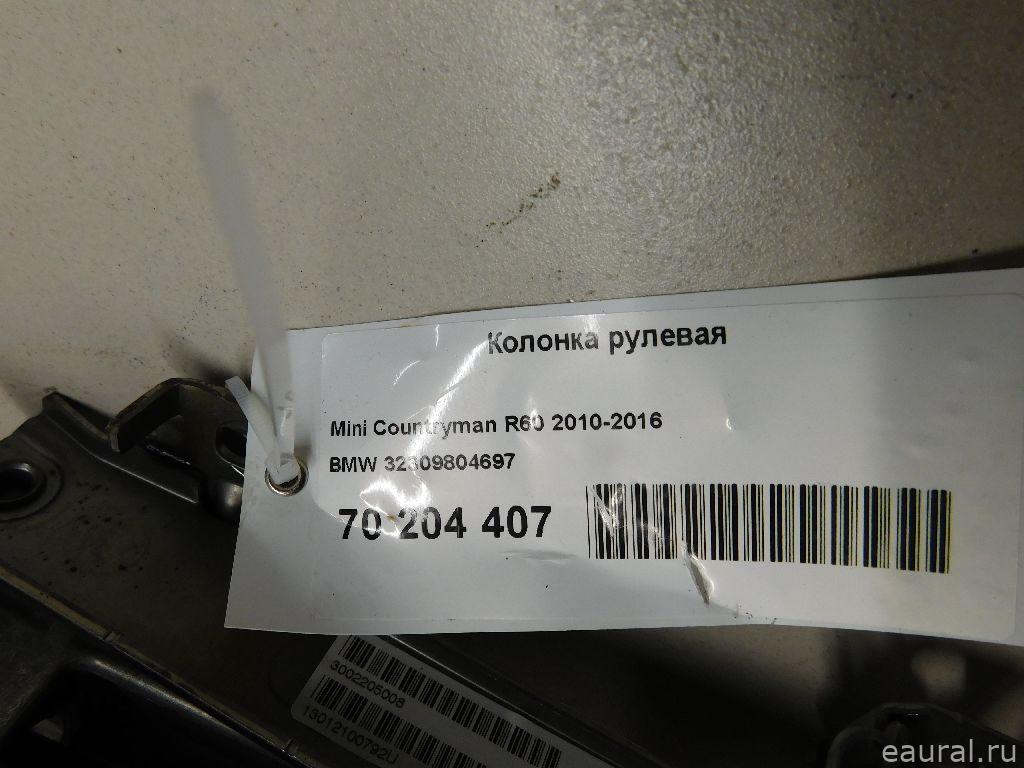 Колонка рулевая
Mini Countryman R60 2010-2016
BMW 32309804697
70 204 407
3002205008
13012100792U
eaural.ru